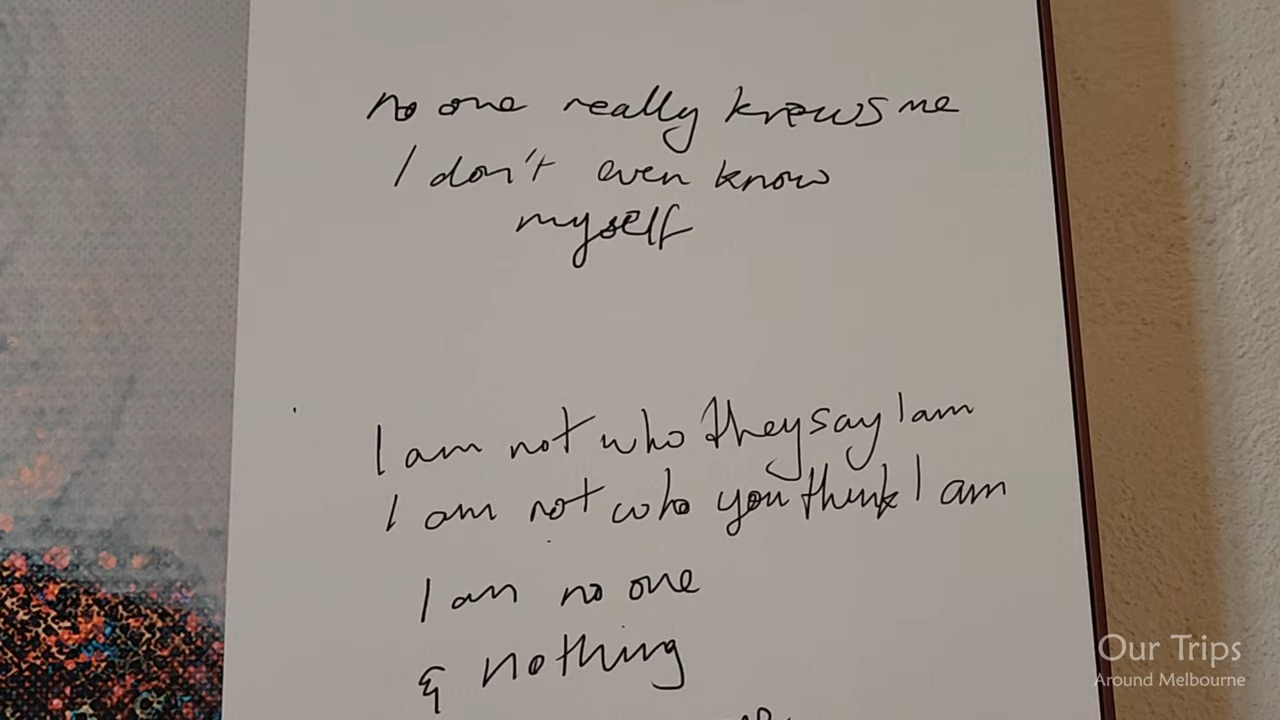 no one really knows me
I don't even know
myself
I am not who they say I am
I am not who you think I am
I am no one
& nothing
Our Trips
Around Melbourne